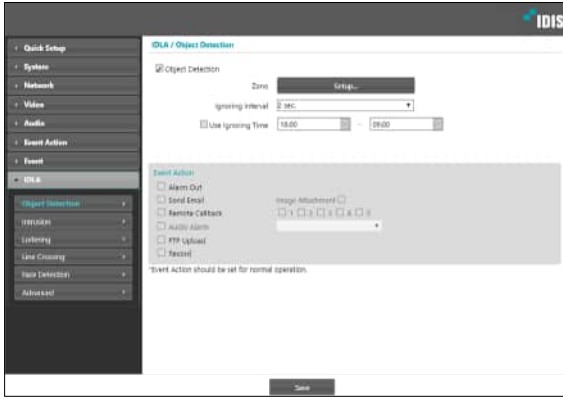 IDIS
Quick Setup
System
Network
Video
Audio
Event Action
Event
IDLA
Object Detection
Intrusion
Loitering
Line Crossing
Face Detection
Advanced
IDLA / Object Detection
Object Detection
Zone Setup...
Ignoring Interval 2 sec.
Use Ignoring Time 18:00 - 09:00
Event Action
Alarm Out
Send Email Image Attachment
Remote Callback 1 2 3 4 5
Audio Alarm
FTP Upload
Record
*Event Action should be set for normal operation.
Save